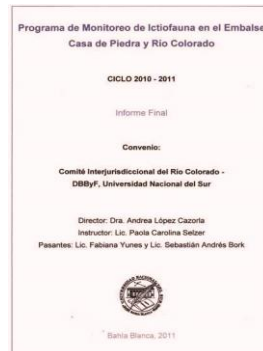 Programa de Monitoreo de Ictiofauna en el Embalse
Casa de Piedra y Río Colorado
CICLO 2010 - 2011
Informe Final
Convenio:
Comité Interjurisdiccional del Río Colorado -
DBByF, Universidad Nacional del Sur
Director: Dra. Andrea López Cazorla
Instructor: Lic. Paola Carolina Selzer
Pasantes: Lic. Fabiana Yunes y Lic. Sebastián Andrés Bork
Bahía Blanca, 2011